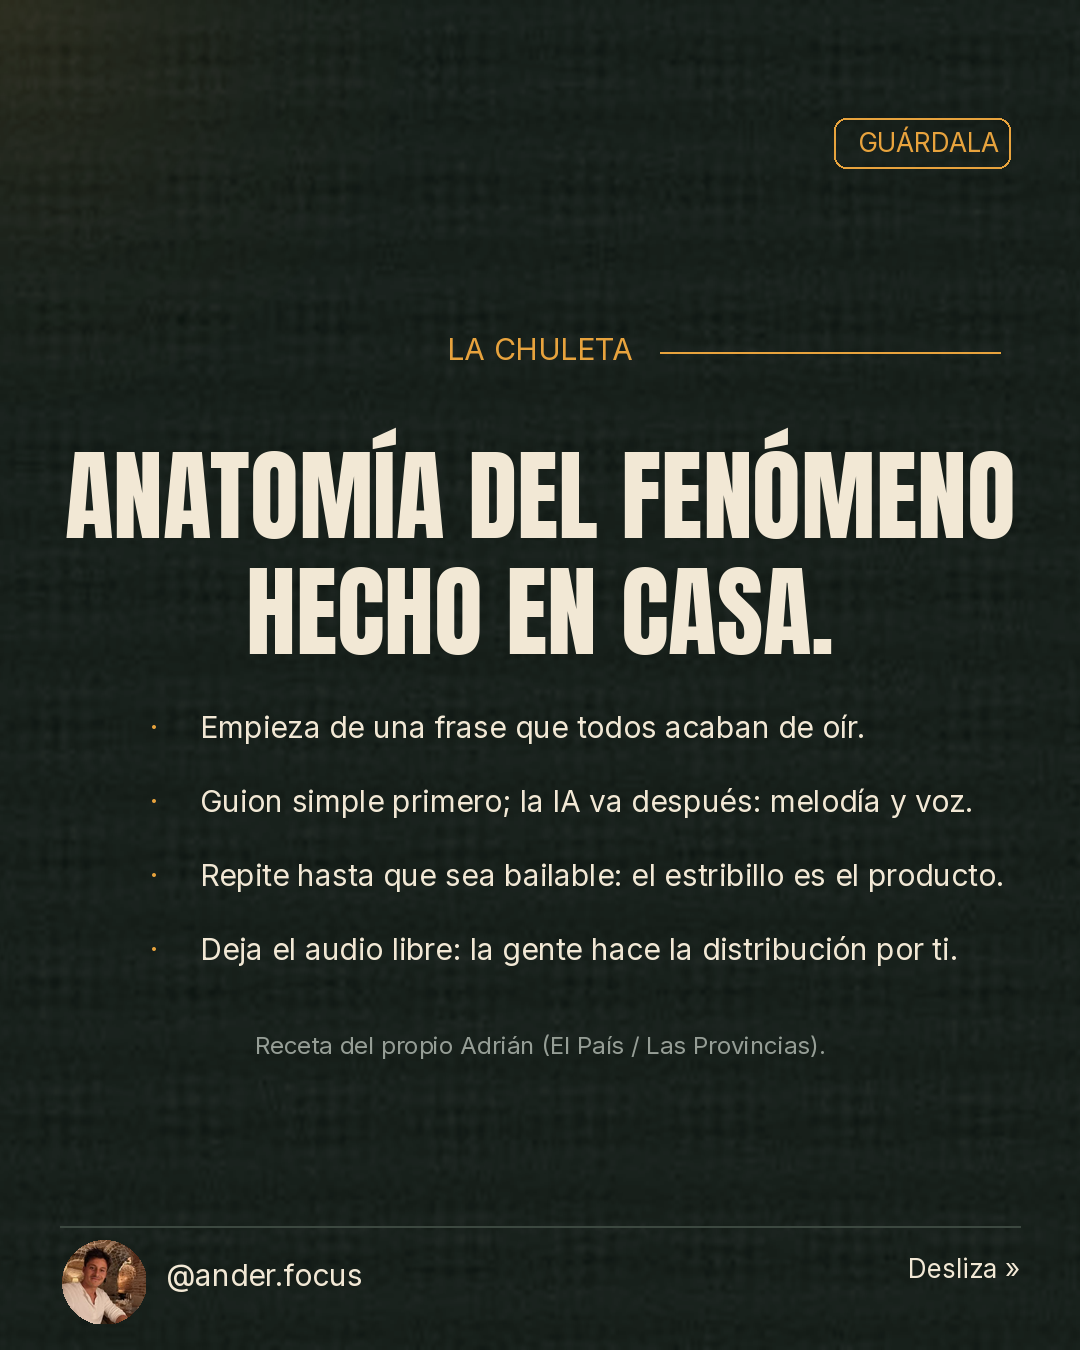 GUÁRDALA
LA CHULETA
ANATOMÍA DEL FENÓMENO
HECHO EN CASA.
· Empieza de una frase que todos acaban de oír.
· Guion simple primero; la IA va después: melodía y voz.
· Repite hasta que sea bailable: el estribillo es el producto.
· Deja el audio libre: la gente hace la distribución por ti.
Receta del propio Adrián (El País / Las Provincias).
@ander.focus
Desliza »